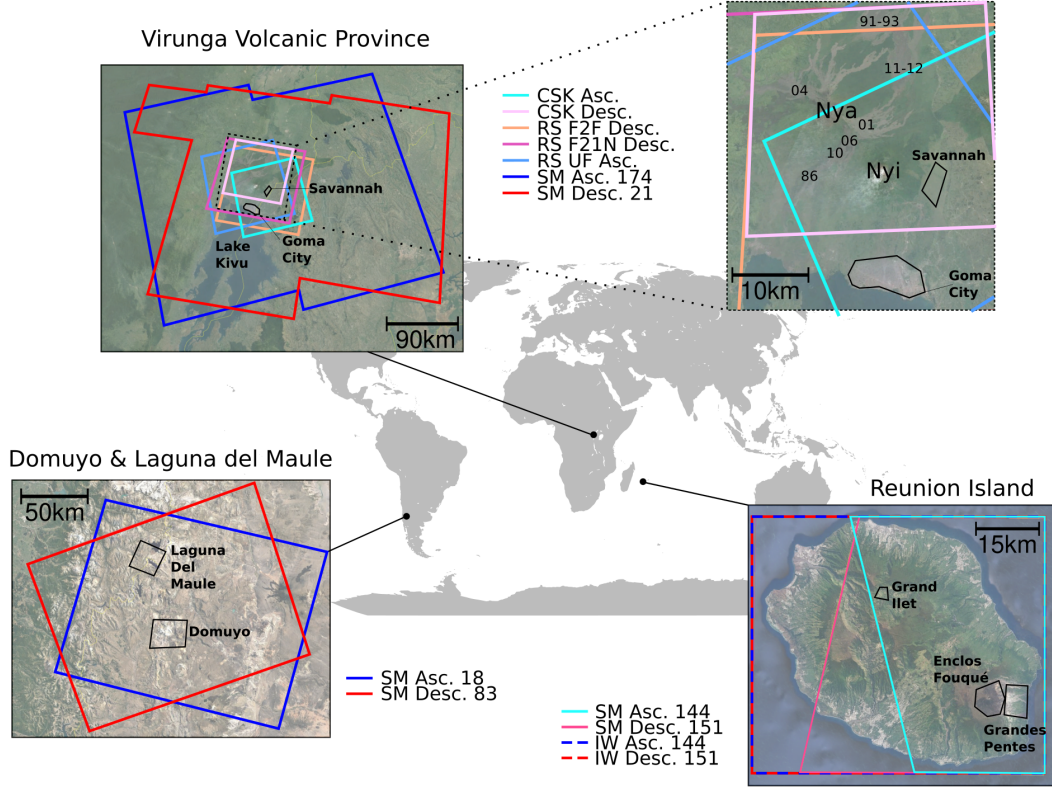 Virunga Volcanic Province
Savannah
Lake
Kivu
Goma
City
90km
CSK Asc.
CSK Desc.
RS F2F Desc.
RS F21N Desc.
RS UF Asc.
SM Asc. 174
SM Desc. 21
91-93
11-12
04
Nya
01
06
10
Nyi
Savannah
86
10km
Goma
City
Domuyo & Laguna del Maule
50km
Laguna
Del
Maule
Domuyo
SM Asc. 18
SM Desc. 83
Reunion Island
15km
Grand
Ilet
Enclos
Fouqué
Grandes
Pentes
SM Asc. 144
SM Desc. 151
IW Asc. 144
IW Desc. 151